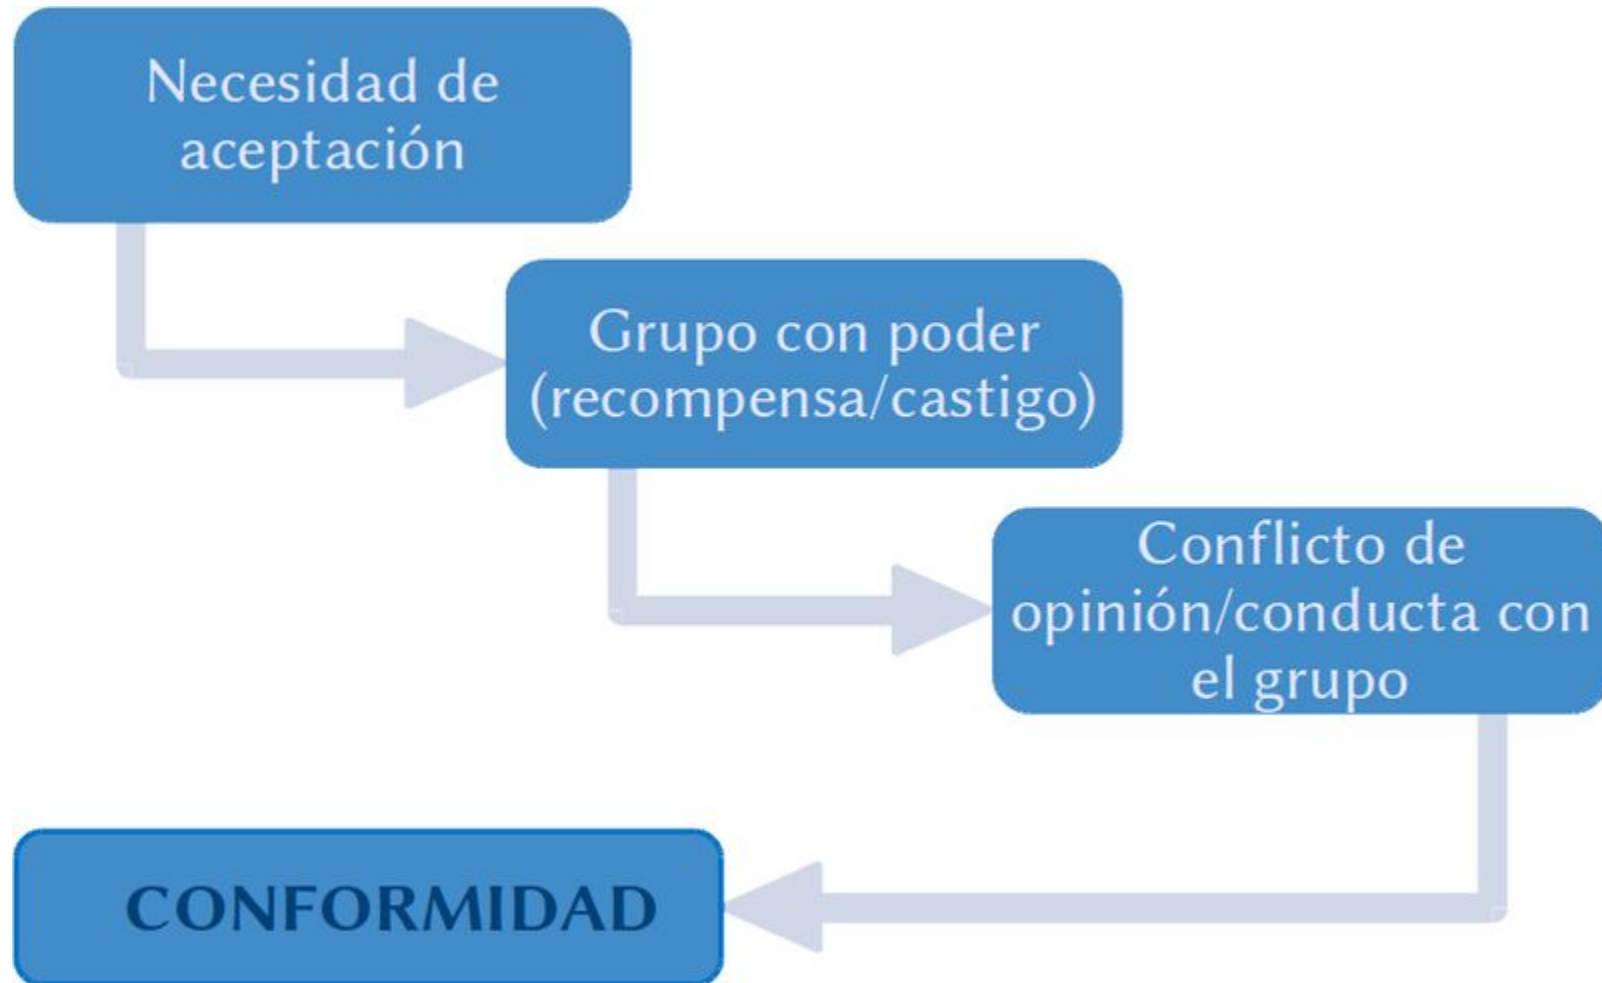 Necesidad de
aceptación
Grupo con poder
(recompensa/castigo)
Conflicto de
opinión/conducta con
el grupo
CONFORMIDAD